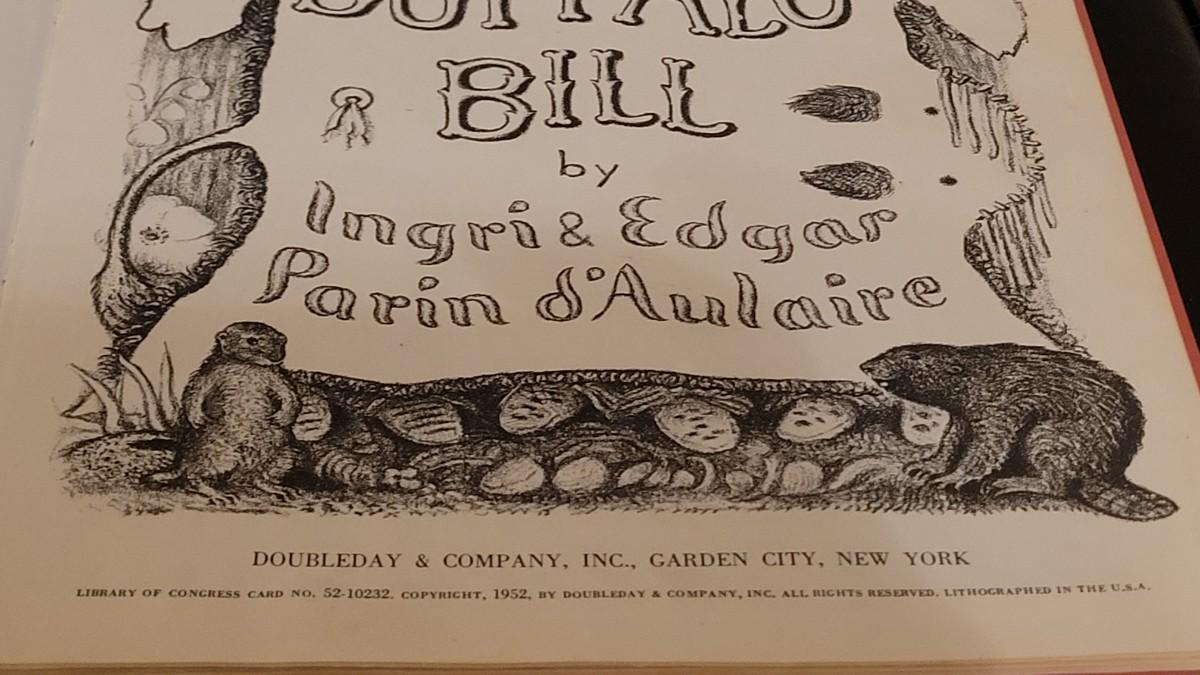 BUFFALO
BILL
by
Ingri & Edgar
Parin d'Aulaire
DOUBLEDAY & COMPANY, INC., GARDEN CITY, NEW YORK
LIBRARY OF CONGRESS CARD NO. 52-10232. COPYRIGHT, 1952, BY DOUBLEDAY & COMPANY, INC. ALL RIGHTS RESERVED. LITHOGRAPHED IN THE U.S.A.